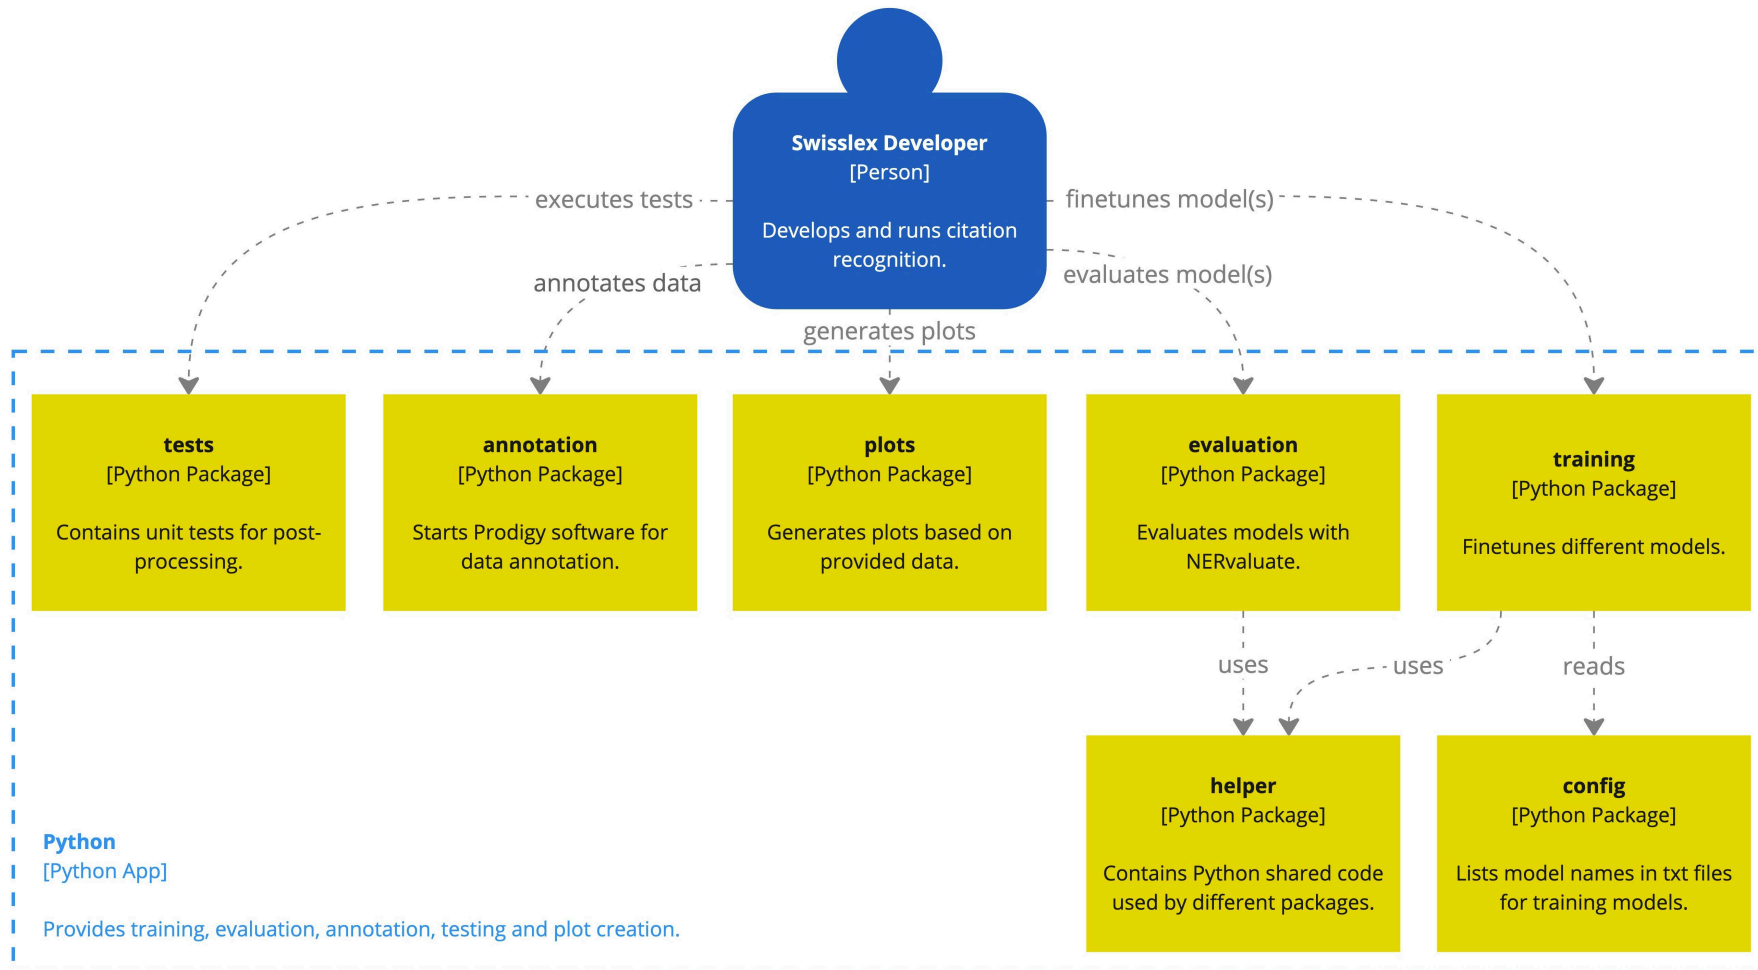 Swisslex Developer
[Person]
Develops and runs citation
recognition.
executes tests
finetunes model(s)
annotates data
evaluates model(s)
generates plots
tests
[Python Package]
Contains unit tests for post-
processing.
annotation
[Python Package]
Starts Prodigy software for
data annotation.
plots
[Python Package]
Generates plots based on
provided data.
evaluation
[Python Package]
Evaluates models with
NERvaluate.
training
[Python Package]
Finetunes different models.
uses
uses
reads
helper
[Python Package]
Contains Python shared code
used by different packages.
config
[Python Package]
Lists model names in txt files
for training models.
Python
[Python App]
Provides training, evaluation, annotation, testing and plot creation.